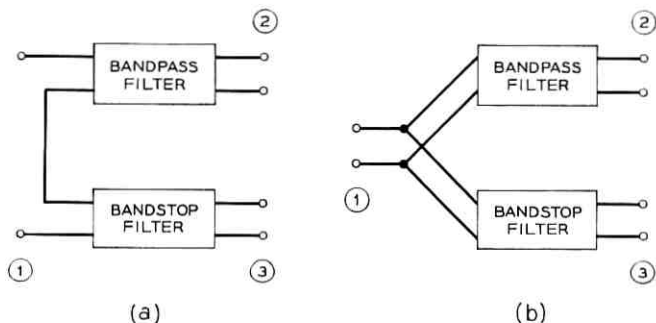 2
BANDPASS
FILTER
BANDSTOP
FILTER
1
3
(a)
2
BANDPASS
FILTER
1
BANDSTOP
FILTER
3
(b)